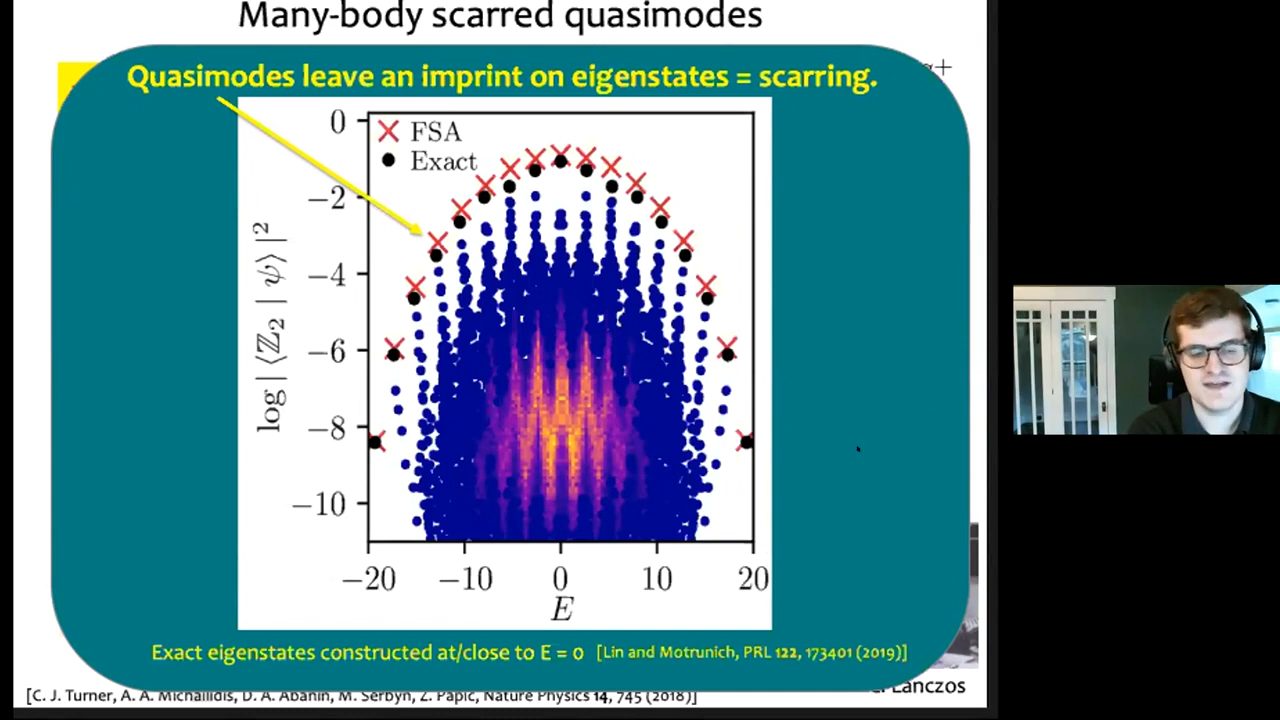 Many-body scarred quasimodes
Quasimodes leave an imprint on eigenstates = scarring.
FSA
Exact
0
−2
−4
−6
−8
−10
log | ⟨ℤ₂ | ψ⟩ |²
−20 −10 0 10 20
E
Exact eigenstates constructed at/close to E = 0 [Lin and Motrunich, PRL 122, 173401 (2019)]
[C. J. Turner, A. A. Michailidis, D. A. Abanin, M. Serbyn, Z. Papic, Nature Physics 14, 745 (2018)]
Lanczos